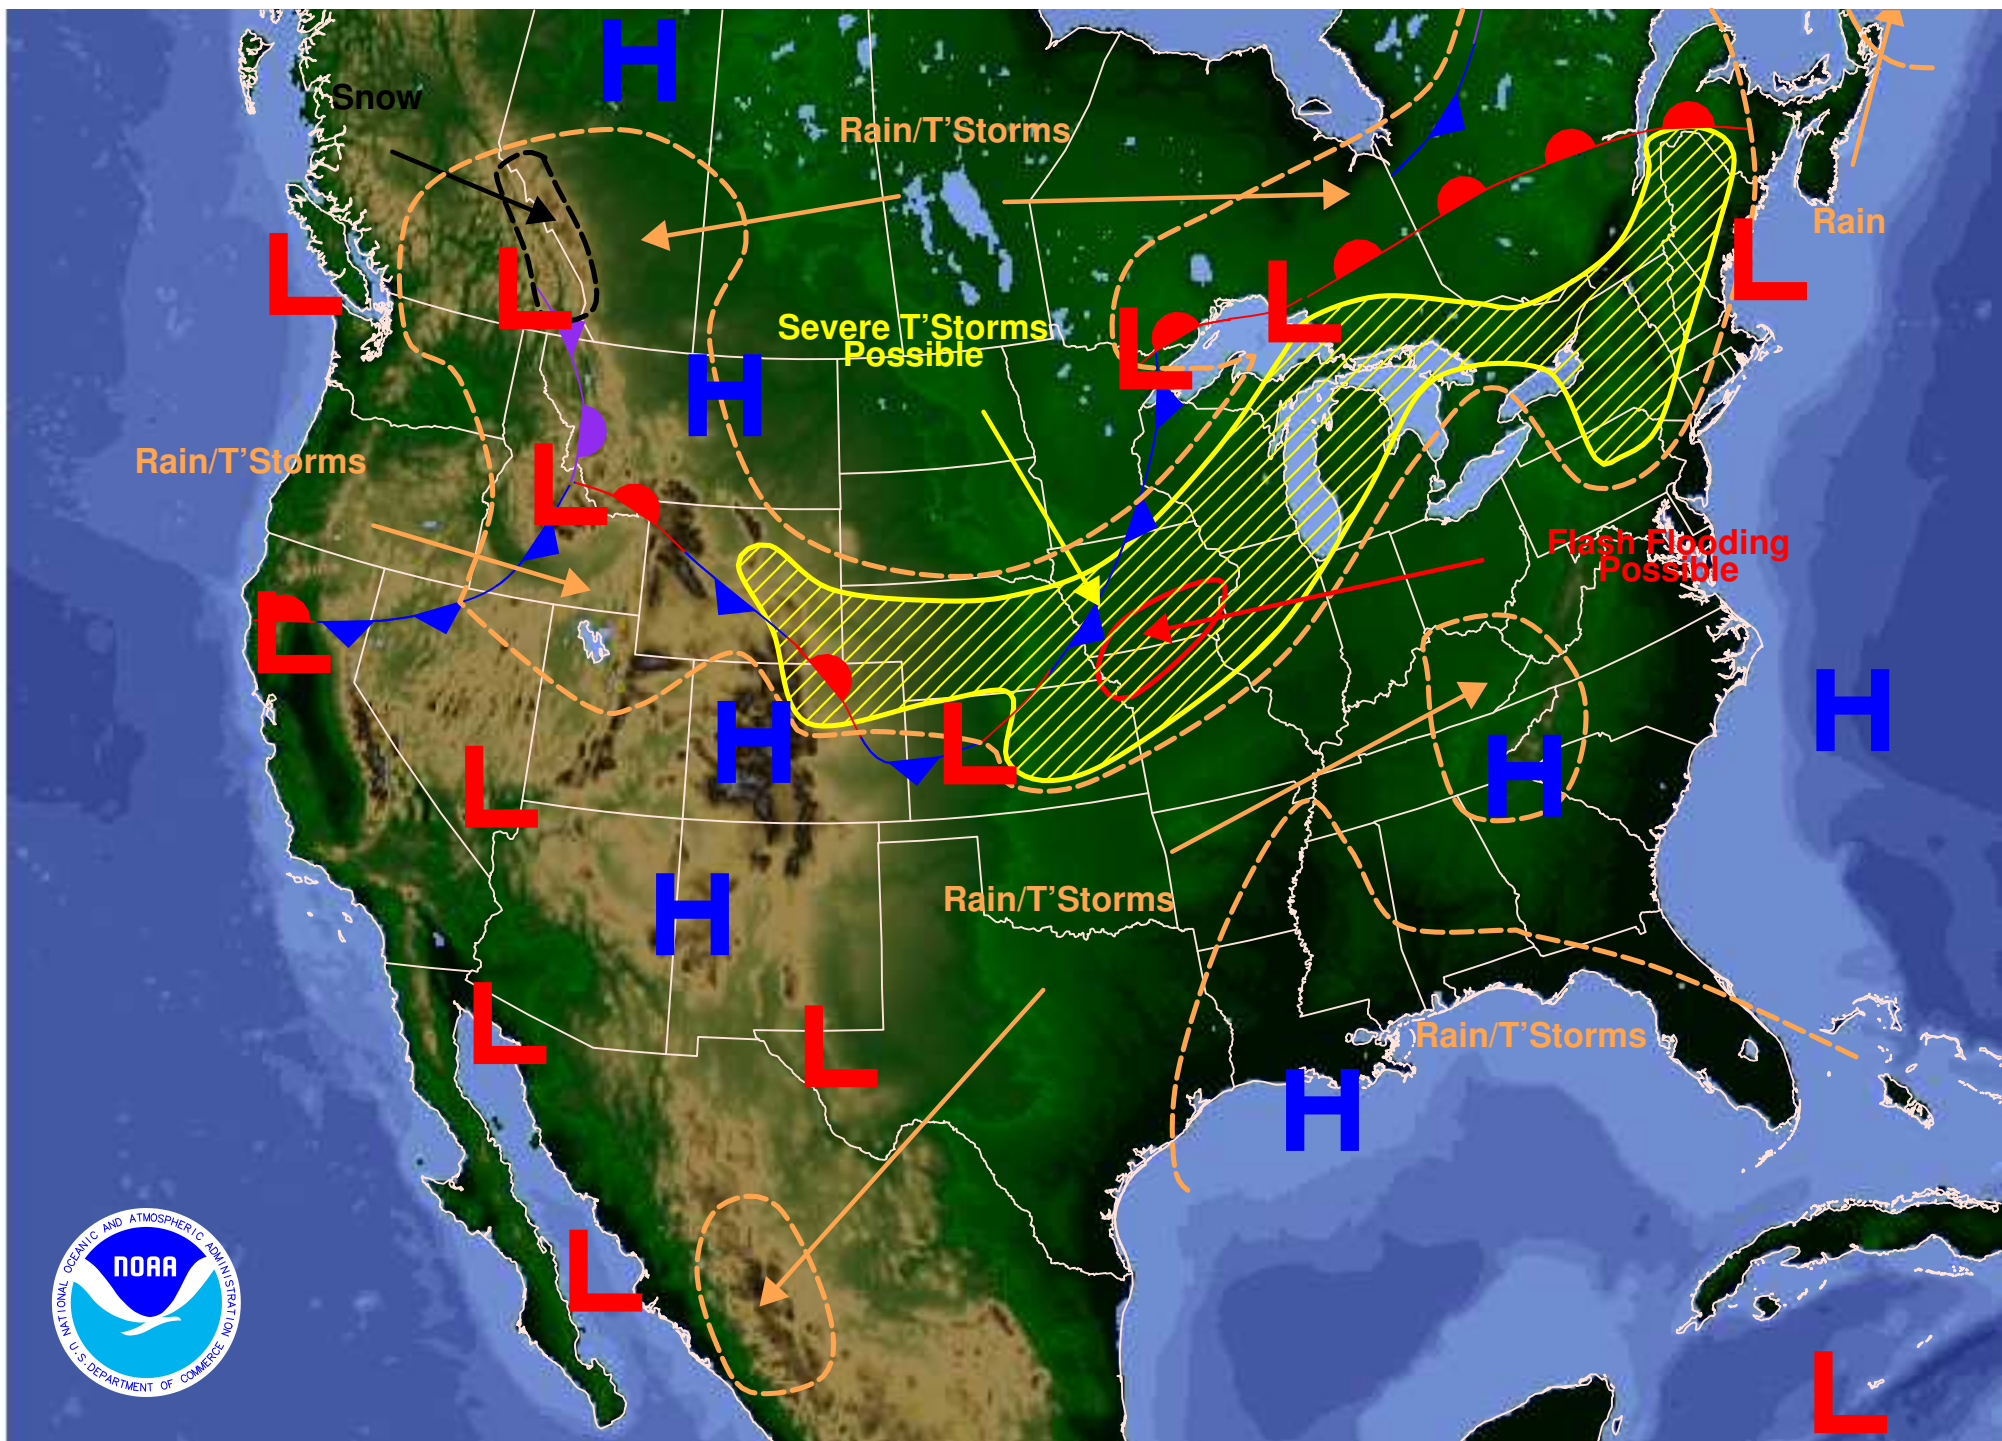 H
Snow
Rain/T'Storms
Rain
L
L
L
L
Severe T'Storms
Possible
L
H
H
Rain/T'Storms
L
Flash Flooding
Possible
L
H
H
L
H
L
H
Rain/T'Storms
L
L
Rain/T'Storms
H
L
L
NOAA
NATIONAL OCEANIC AND ATMOSPHERIC ADMINISTRATION
U.S. DEPARTMENT OF COMMERCE